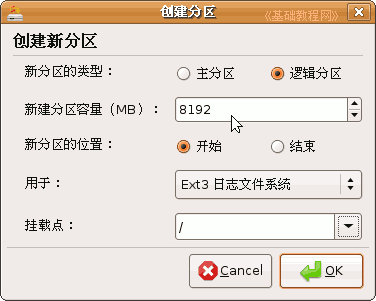 创建分区
《基础教程网》
创建新分区
新分区的类型：
主分区 逻辑分区
新建分区容量（MB）：
8192
新分区的位置：
开始 结束
用于：
Ext3 日志文件系统
挂载点：
/
Cancel OK